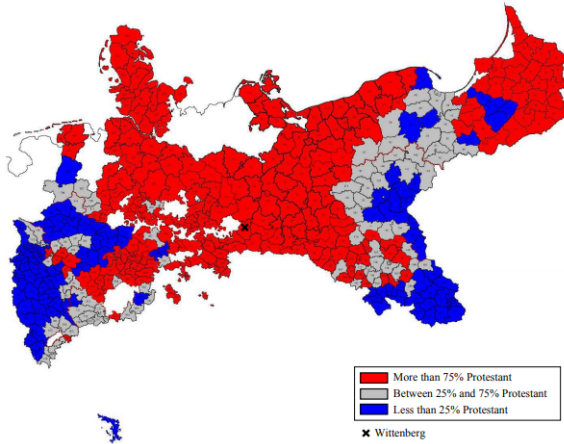 More than 75% Protestant
Between 25% and 75% Protestant
Less than 25% Protestant
Wittenberg